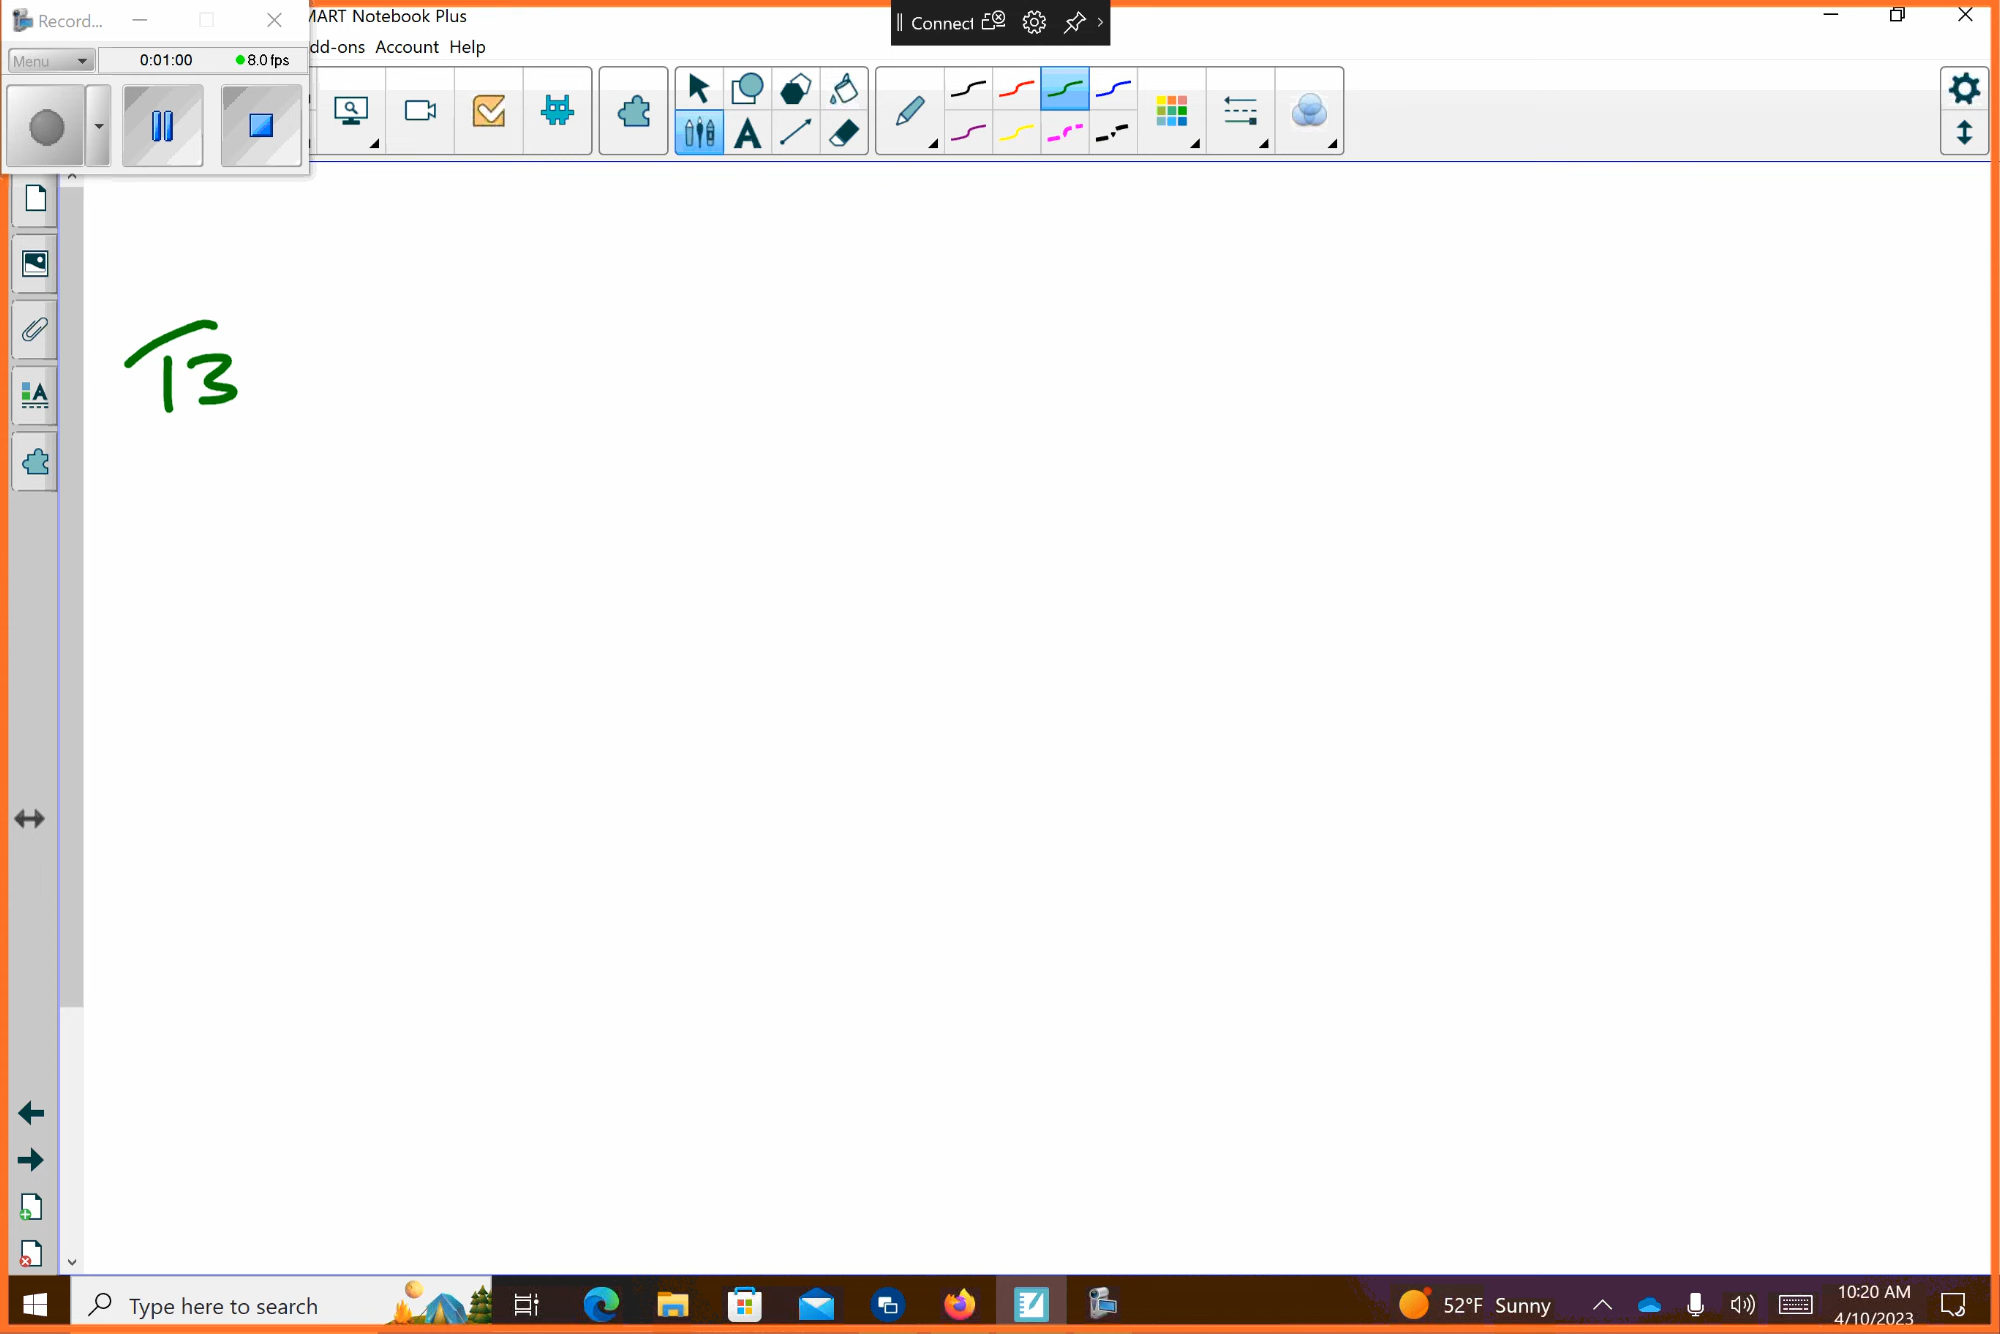 Record...
MART Notebook Plus
Connect
dd-ons Account Help
Menu
0:01:00
8.0 fps
13
Type here to search
52°F Sunny
10:20 AM
4/10/2023